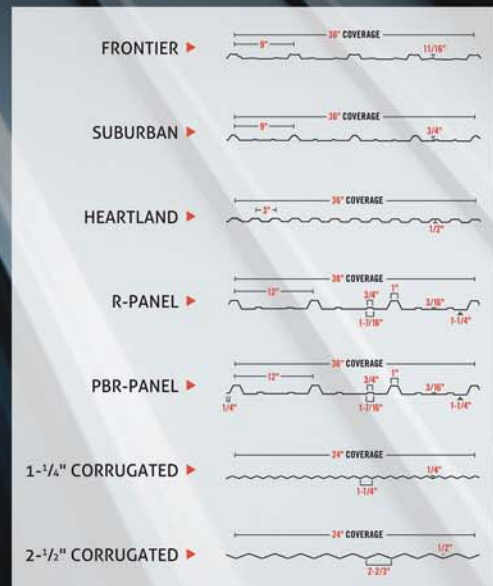 36" COVERAGE
FRONTIER ▶ 9" 11/16"
36" COVERAGE
SUBURBAN ▶ 9" 3/4"
36" COVERAGE
HEARTLAND ▶ 3" 1/2"
36" COVERAGE
R-PANEL ▶ 12" 3/4" 1" 3/16"
1-7/16" 1-1/4"
36" COVERAGE
PBR-PANEL ▶ 12" 3/4" 1" 3/16"
1/4" 1-7/16" 1-1/4"
24" COVERAGE
1-1/4" CORRUGATED ▶ 1/4"
1-1/4"
24" COVERAGE
2-1/2" CORRUGATED ▶ 1/2"
2-2/3"